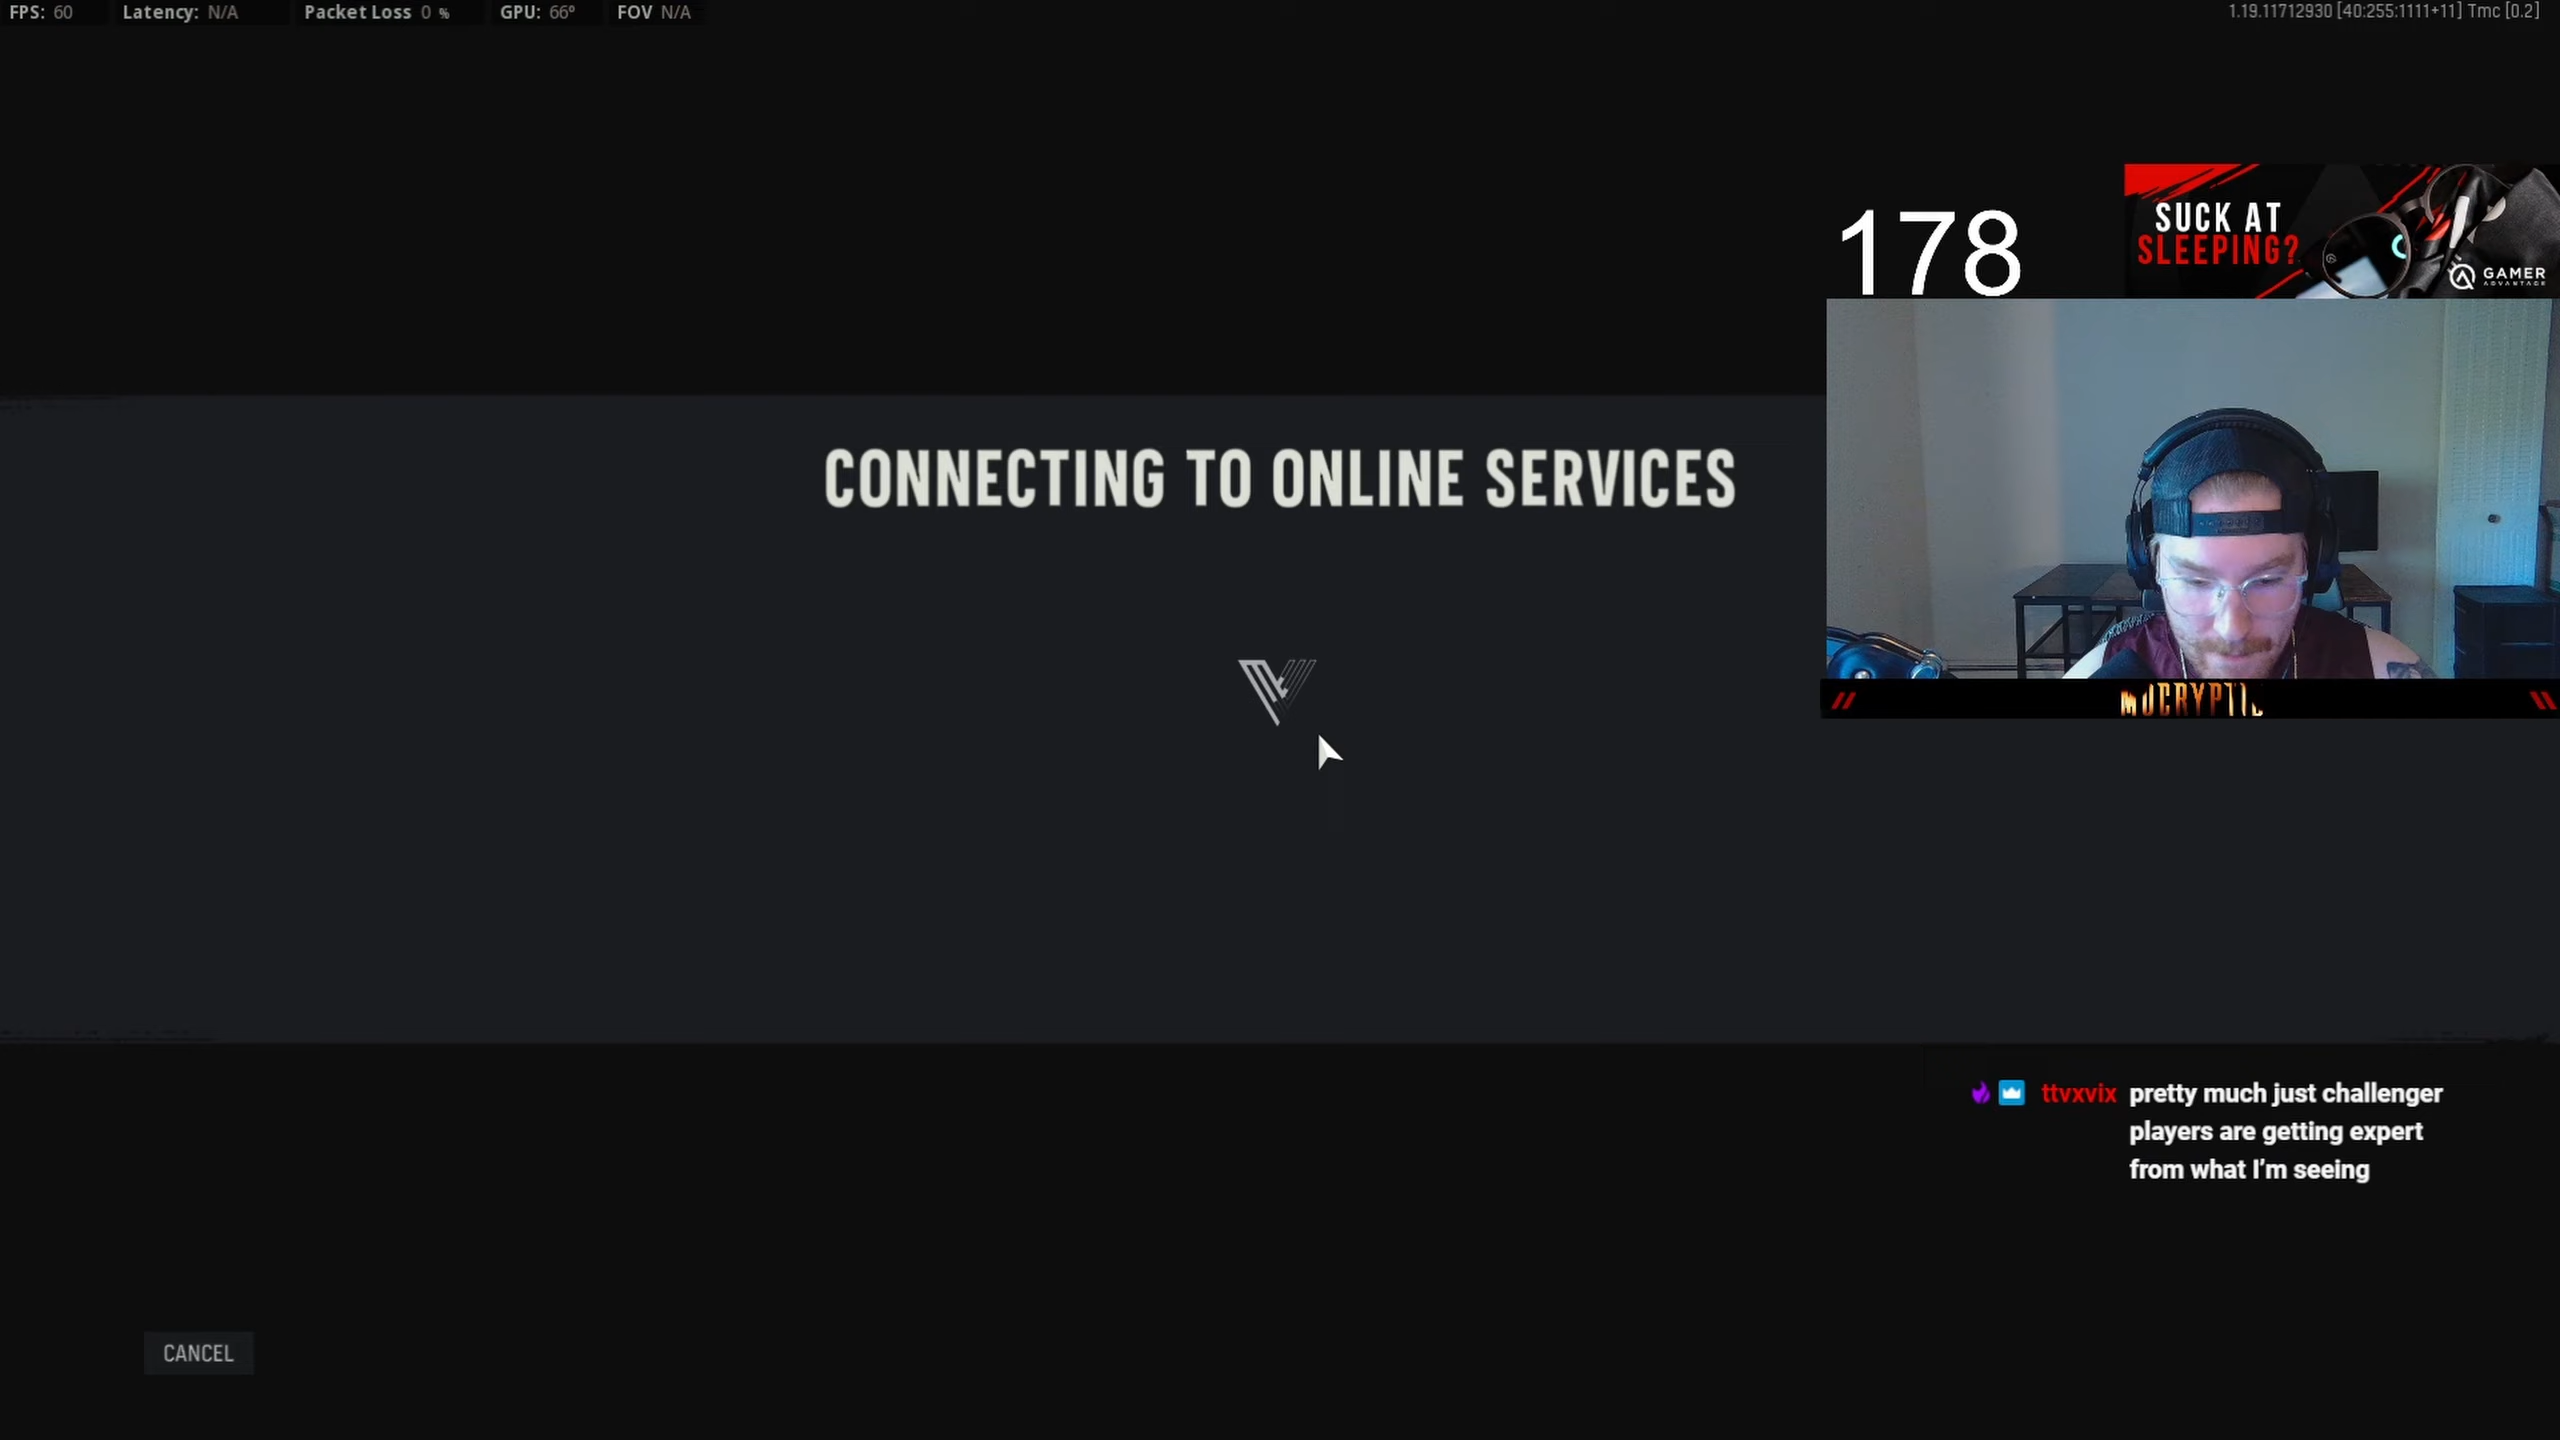 FPS: 60 Latency: N/A Packet Loss 0 % GPU: 66° FOV N/A
1.19.11712930 [40:255:1111+11] Tmc [0.2]
178
SUCK AT
SLEEPING?
GAMER
ADVANTAGE
CONNECTING TO ONLINE SERVICES
MOCRYPTIC
ttvxvix pretty much just challenger
players are getting expert
from what I'm seeing
CANCEL